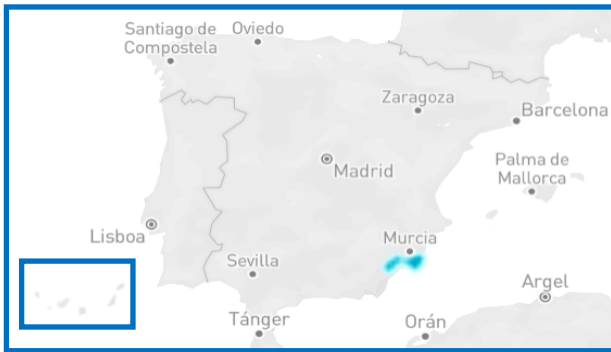 Santiago de
Compostela
Oviedo
Zaragoza
Barcelona
Madrid
Palma de
Mallorca
Lisboa
Murcia
Sevilla
Argel
Tánger
Orán